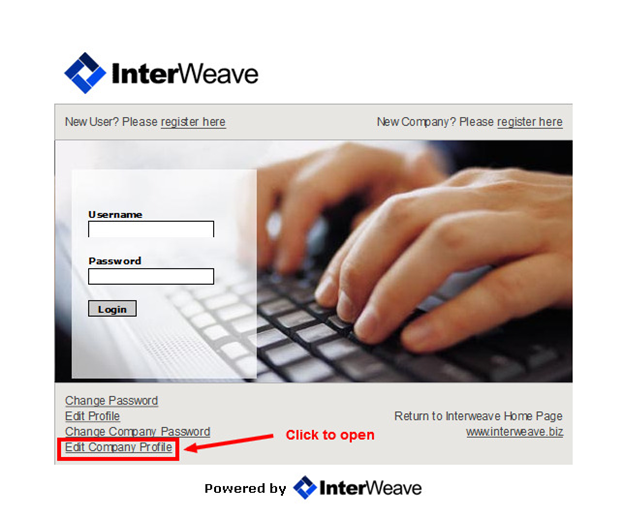 InterWeave
New User? Please register here
New Company? Please register here
Username
Password
Login
Change Password
Edit Profile
Change Company Password
Edit Company Profile
Click to open
Return to Interweave Home Page
www.interweave.biz
Powered by InterWeave